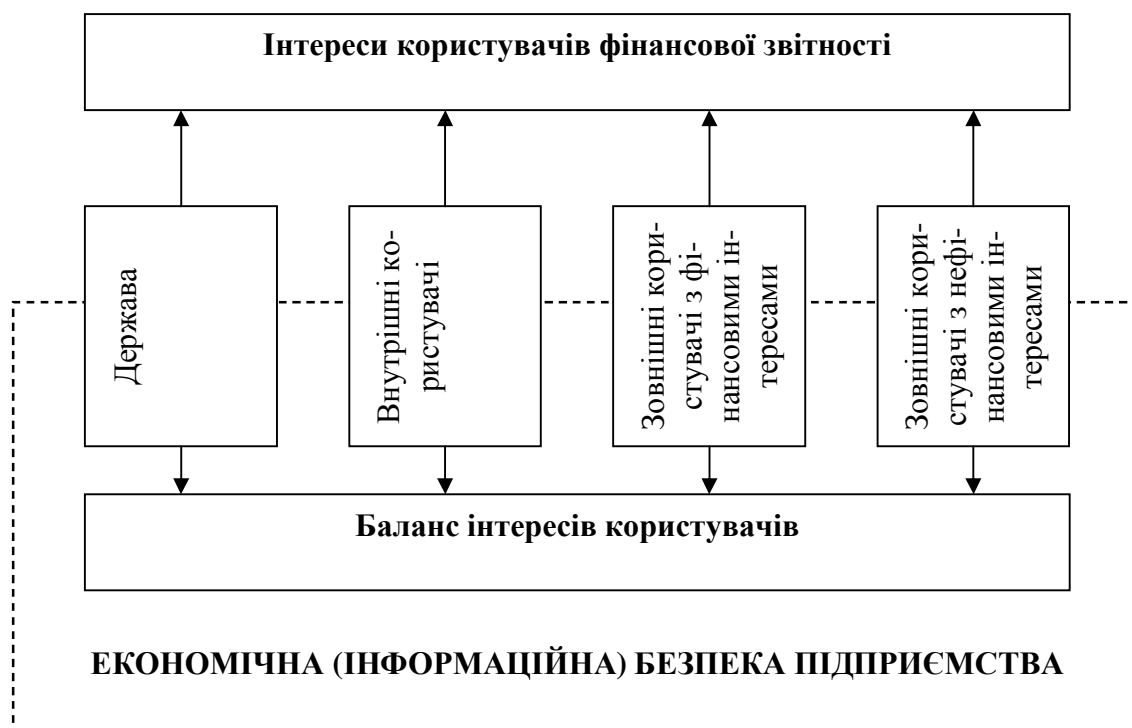 Інтереси користувачів фінансової звітності
Держава
Внутрішні ко-
ристувачі
Зовнішні кори-
стувачі з фі-
нансовими ін-
тересами
Зовнішні кори-
стувачі з нефі-
нансовими ін-
тересами
Баланс інтересів користувачів
ЕКОНОМІЧНА (ІНФОРМАЦІЙНА) БЕЗПЕКА ПІДПРИЄМСТВА